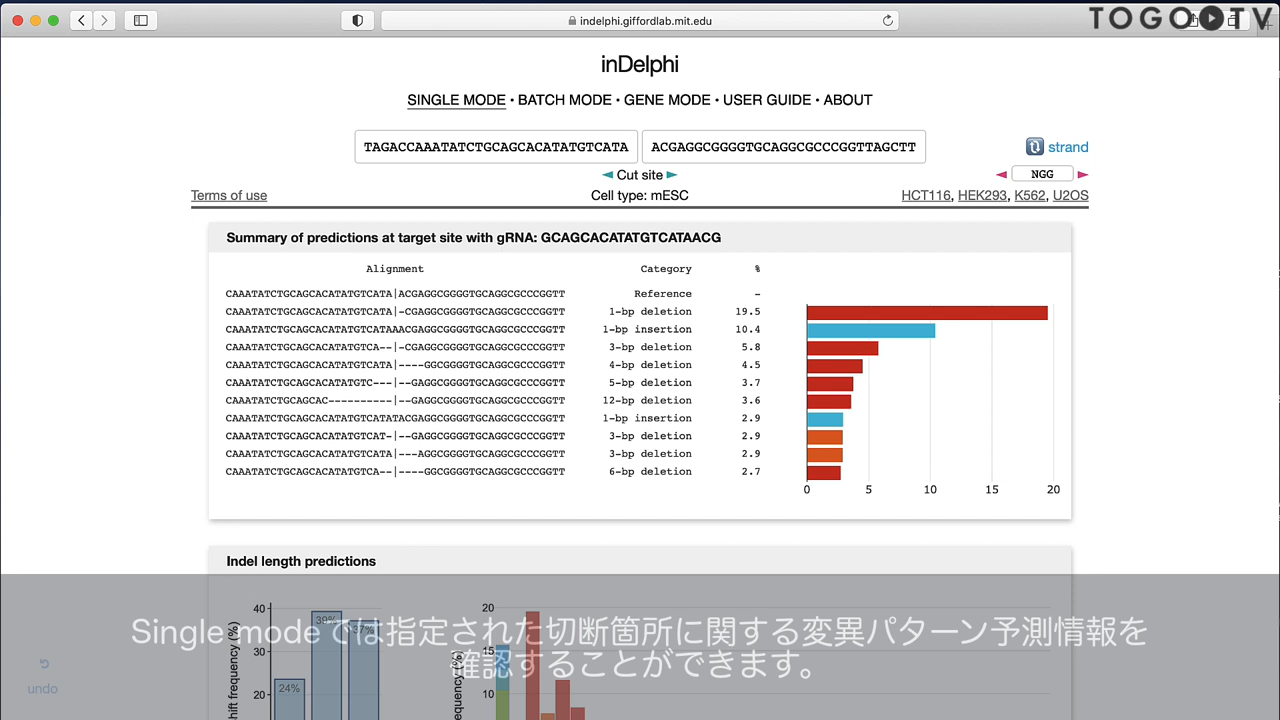 indelphi.giffordlab.mit.edu
TOGO TV
inDelphi
SINGLE MODE • BATCH MODE • GENE MODE • USER GUIDE • ABOUT
TAGACCAAATATCTGCAGCACATATGTCATA ACGAGGCGGGGTGCAGGCGCCCGGTTAGCTT
strand
Cut site
NGG
Terms of use
Cell type: mESC
HCT116, HEK293, K562, U2OS
Summary of predictions at target site with gRNA: GCAGCACATATGTCATAACG
Alignment Category %
CAAATATCTGCAGCACATATGTCATA|ACGAGGCGGGGTGCAGGCGCCCGGTT Reference -
CAAATATCTGCAGCACATATGTCATA|-CGAGGCGGGGTGCAGGCGCCCGGTT 1-bp deletion 19.5
CAAATATCTGCAGCACATATGTCATAAACGAGGCGGGGTGCAGGCGCCCGGTT 1-bp insertion 10.4
CAAATATCTGCAGCACATATGTCA--|-CGAGGCGGGGTGCAGGCGCCCGGTT 3-bp deletion 5.8
CAAATATCTGCAGCACATATGTCATA|----GGCGGGGTGCAGGCGCCCGGTT 4-bp deletion 4.5
CAAATATCTGCAGCACATATGTC---|--GAGGCGGGGTGCAGGCGCCCGGTT 5-bp deletion 3.7
CAAATATCTGCAGCAC----------|--GAGGCGGGGTGCAGGCGCCCGGTT 12-bp deletion 3.6
CAAATATCTGCAGCACATATGTCATATACGAGGCGGGGTGCAGGCGCCCGGTT 1-bp insertion 2.9
CAAATATCTGCAGCACATATGTCAT-|--GAGGCGGGGTGCAGGCGCCCGGTT 3-bp deletion 2.9
CAAATATCTGCAGCACATATGTCATA|---AGGCGGGGTGCAGGCGCCCGGTT 3-bp deletion 2.9
CAAATATCTGCAGCACATATGTCA--|----GGCGGGGTGCAGGCGCCCGGTT 6-bp deletion 2.7
0 5 10 15 20
Indel length predictions
40
30
20
24%
39%
37%
20
15
10
Single modeでは指定された切断箇所に関する変異パターン予測情報を
確認することができます。
undo